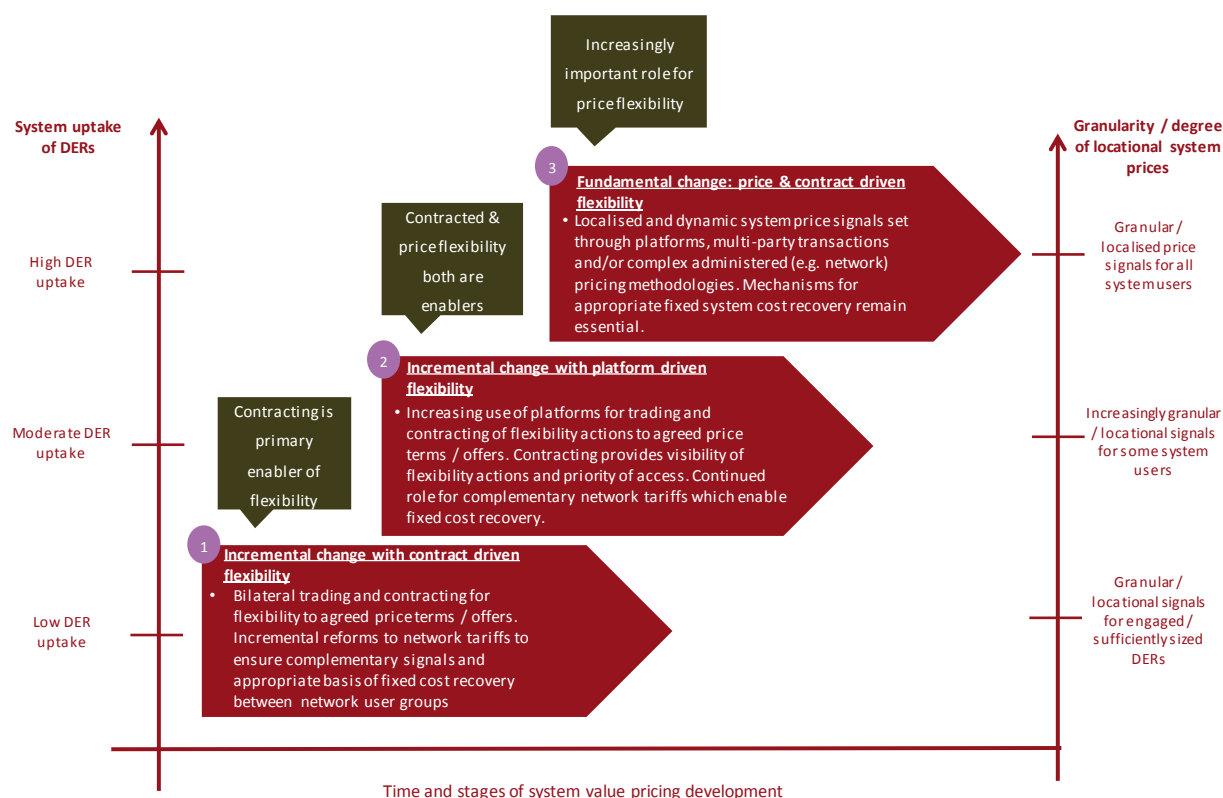 Increasingly
important role for
price flexibility
System uptake
of DERs
Granularity / degree
of locational system
prices
3
Fundamental change: price & contract driven
flexibility
• Localised and dynamic system price signals set
through platforms, multi-party transactions
and/or complex administered (e.g. network)
pricing methodologies. Mechanisms for
appropriate fixed system cost recovery remain
essential.
Contracted &
price flexibility
both are
enablers
High DER
uptake
Granular /
localised price
signals for all
system users
2
Incremental change with platform driven
flexibility
• Increasing use of platforms for trading and
contracting of flexibility actions to agreed price
terms / offers. Contracting provides visibility of
flexibility actions and priority of access. Continued
role for complementary network tariffs which enable
fixed cost recovery.
Contracting is
primary
enabler of
flexibility
Moderate DER
uptake
Increasingly granular
/ locational signals
for some system
users
1
Incremental change with contract driven
flexibility
• Bilateral trading and contracting for
flexibility to agreed price terms / offers.
Incremental reforms to network tariffs to
ensure complementary signals and
appropriate basis of fixed cost recovery
between network user groups
Low DER
uptake
Granular /
locational signals
for engaged /
sufficiently sized
DERs
Time and stages of system value pricing development